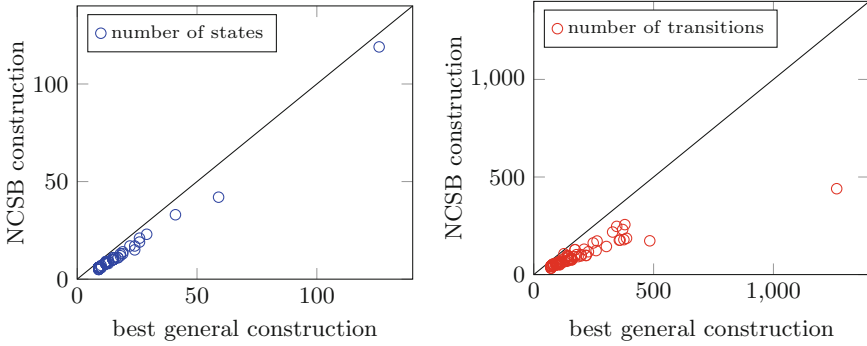 number of states
100
50
0
0
50
100
NCSB construction
best general construction
number of transitions
1,000
500
0
0
500
1,000
NCSB construction
best general construction